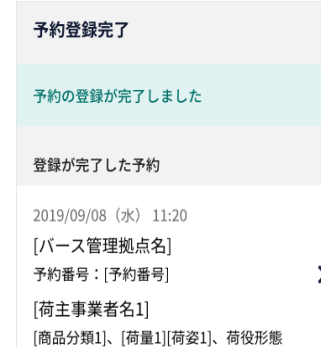 予約登録完了
予約の登録が完了しました
登録が完了した予約
2019/09/08（水） 11:20
[バース管理拠点名]
予約番号：[予約番号]
[荷主事業者名1]
[商品分類1]、[荷量1][荷姿1]、荷役形態